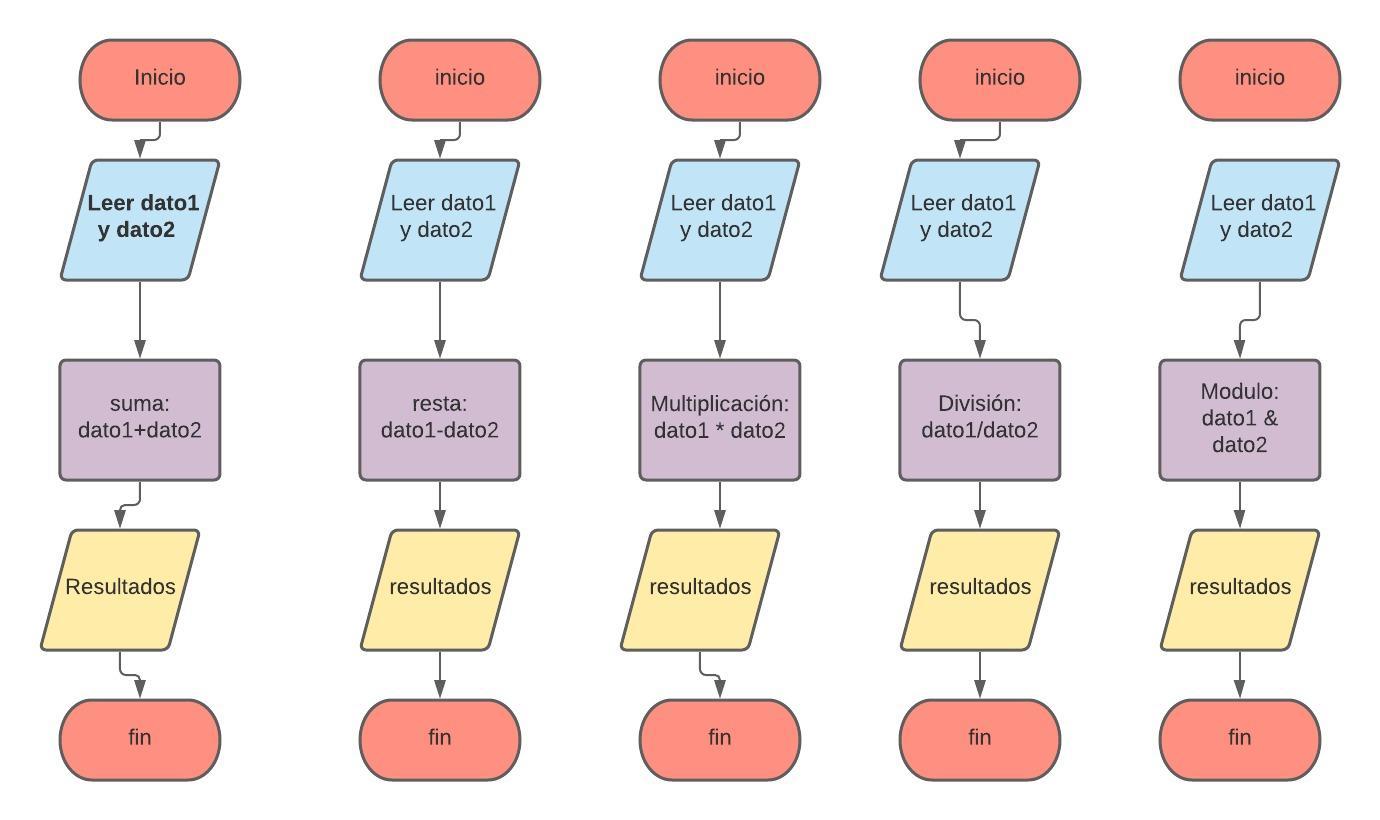 Inicio
Leer dato1
y dato2
suma:
dato1+dato2
Resultados
fin
inicio
Leer dato1
y dato2
resta:
dato1-dato2
resultados
fin
inicio
Leer dato1
y dato2
Multiplicación:
dato1 * dato2
resultados
fin
inicio
Leer dato1
y dato2
División:
dato1/dato2
resultados
fin
inicio
Leer dato1
y dato2
Modulo:
dato1 &
dato2
resultados
fin